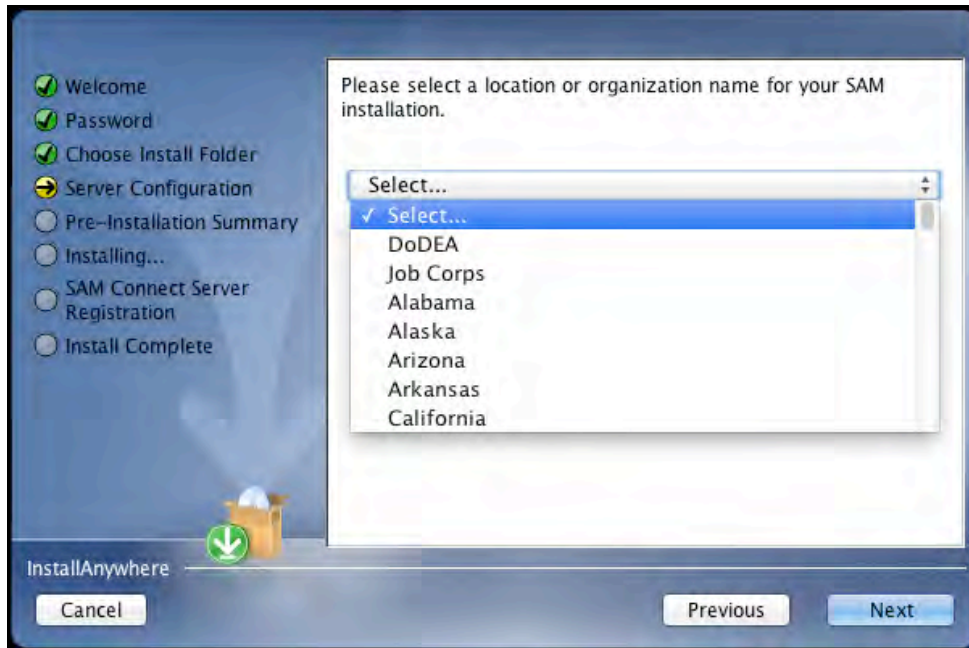 Welcome
Password
Choose Install Folder
Server Configuration
Pre-Installation Summary
Installing...
SAM Connect Server
Registration
Install Complete
Please select a location or organization name for your SAM
installation.
Select...
✓ Select...
DoDEA
Job Corps
Alabama
Alaska
Arizona
Arkansas
California
InstallAnywhere
Cancel
Previous
Next